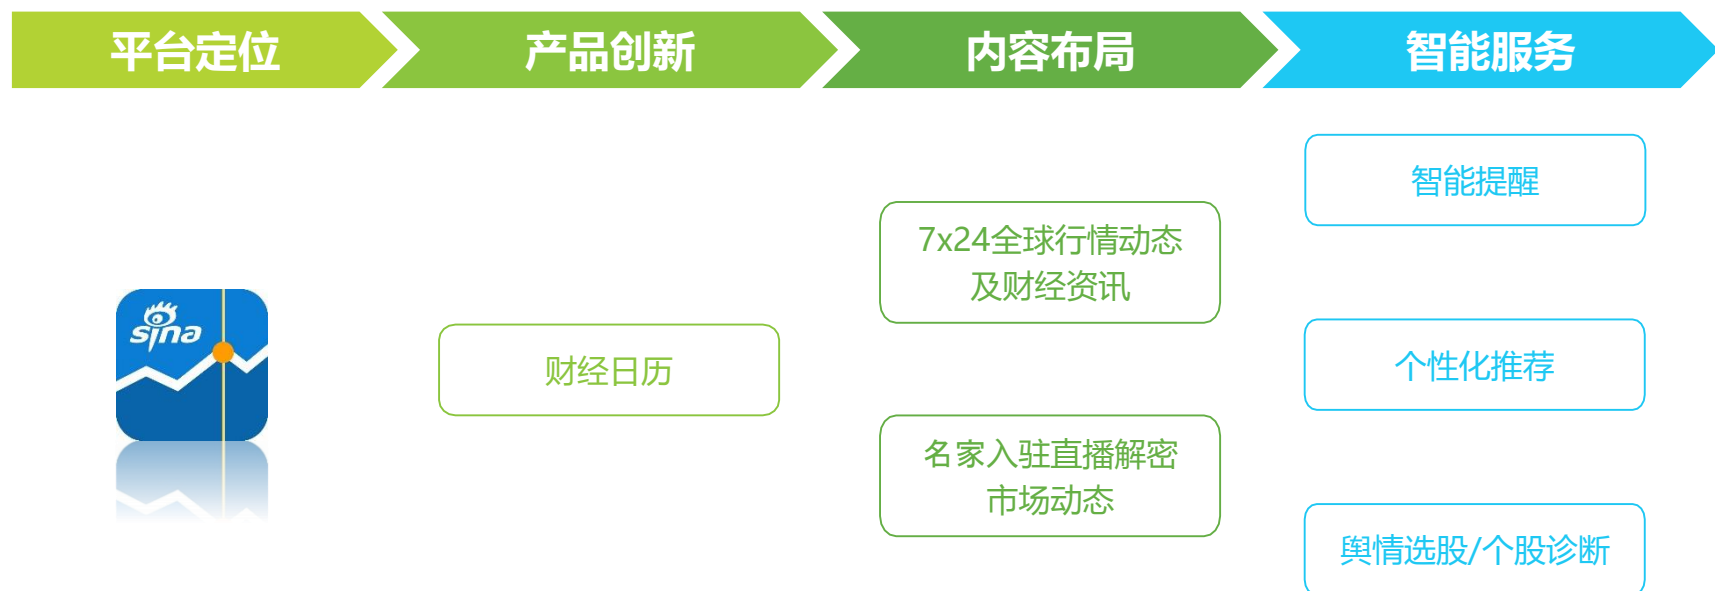 平台定位
产品创新
内容布局
智能服务
sina
财经日历
7x24全球行情动态
及财经资讯
名家入驻直播解密
市场动态
智能提醒
个性化推荐
舆情选股/个股诊断